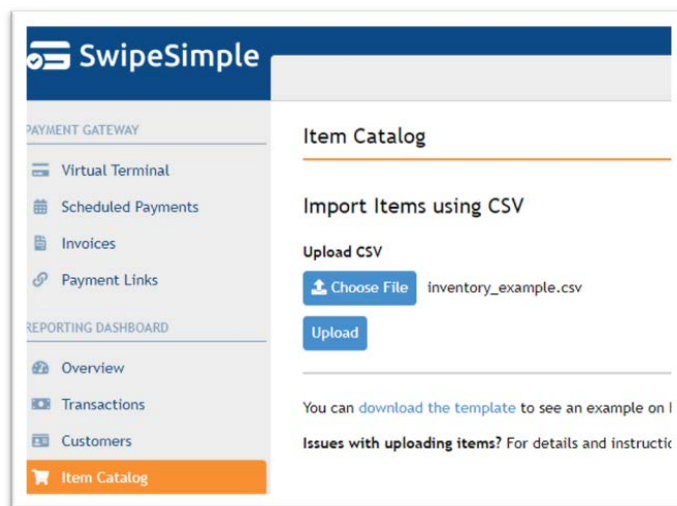 SwipeSimple
PAYMENT GATEWAY
Virtual Terminal
Scheduled Payments
Invoices
Payment Links
REPORTING DASHBOARD
Overview
Transactions
Customers
Item Catalog
Item Catalog
Import Items using CSV
Upload CSV
Choose File inventory_example.csv
Upload
You can download the template to see an example on
Issues with uploading items? For details and